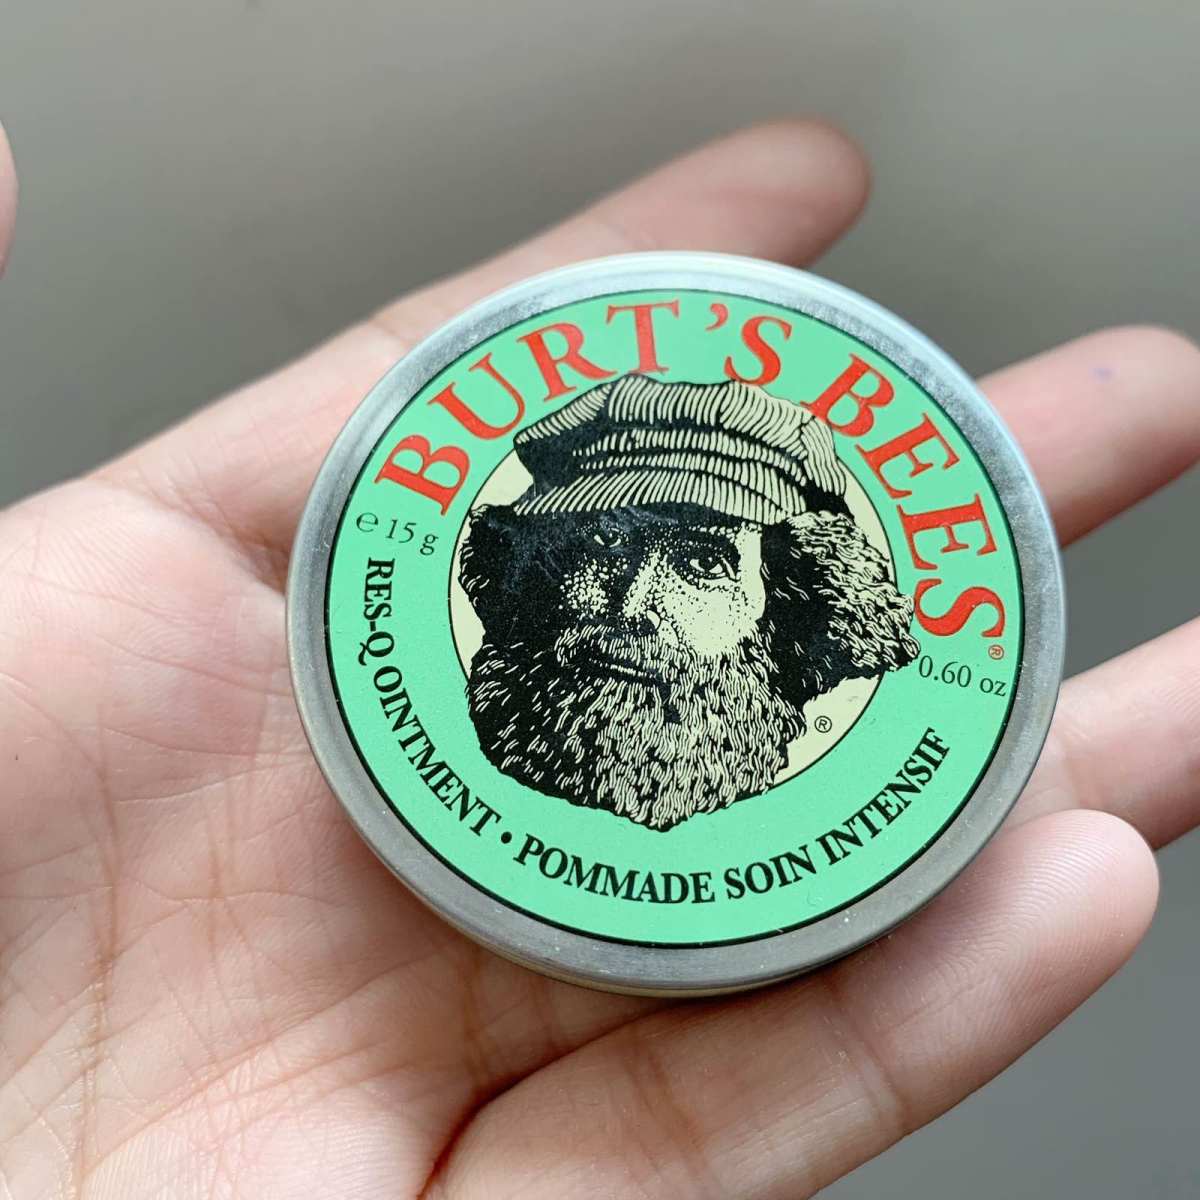 BURT'S BEES®
℮ 15 g
0.60 oz
®
RES-Q OINTMENT • POMMADE SOIN INTENSIF